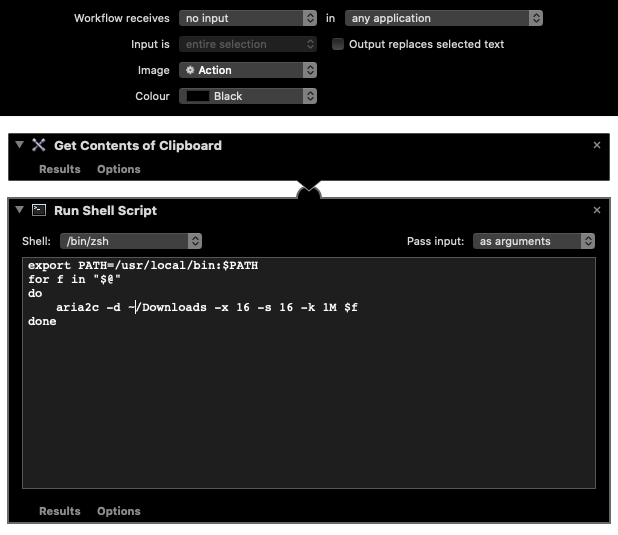 Workflow receives no input in any application
Input is entire selection Output replaces selected text
Image Action
Colour Black
Get Contents of Clipboard
Results Options
Run Shell Script
Shell: /bin/zsh Pass input: as arguments
export PATH=/usr/local/bin:$PATH
for f in "$@"
do
    aria2c -d ~/Downloads -x 16 -s 16 -k 1M $f
done
Results Options